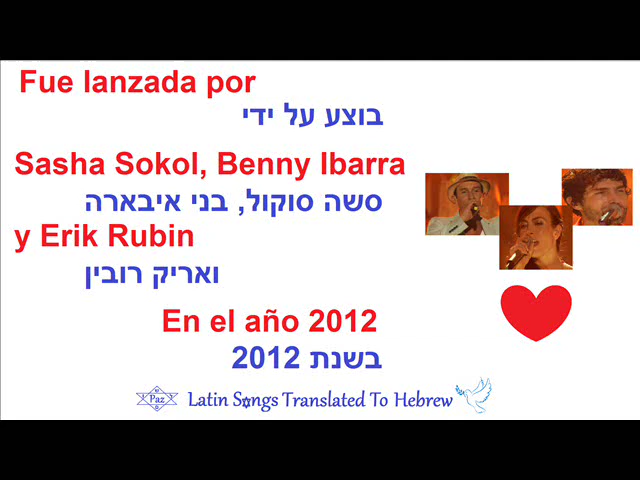 Fue lanzada por
בוצע על ידי
Sasha Sokol, Benny Ibarra
סשה סוקול, בני איבארה
y Erik Rubin
ואריק רובין
En el año 2012
בשנת 2012
Paz Latin Songs Translated To Hebrew